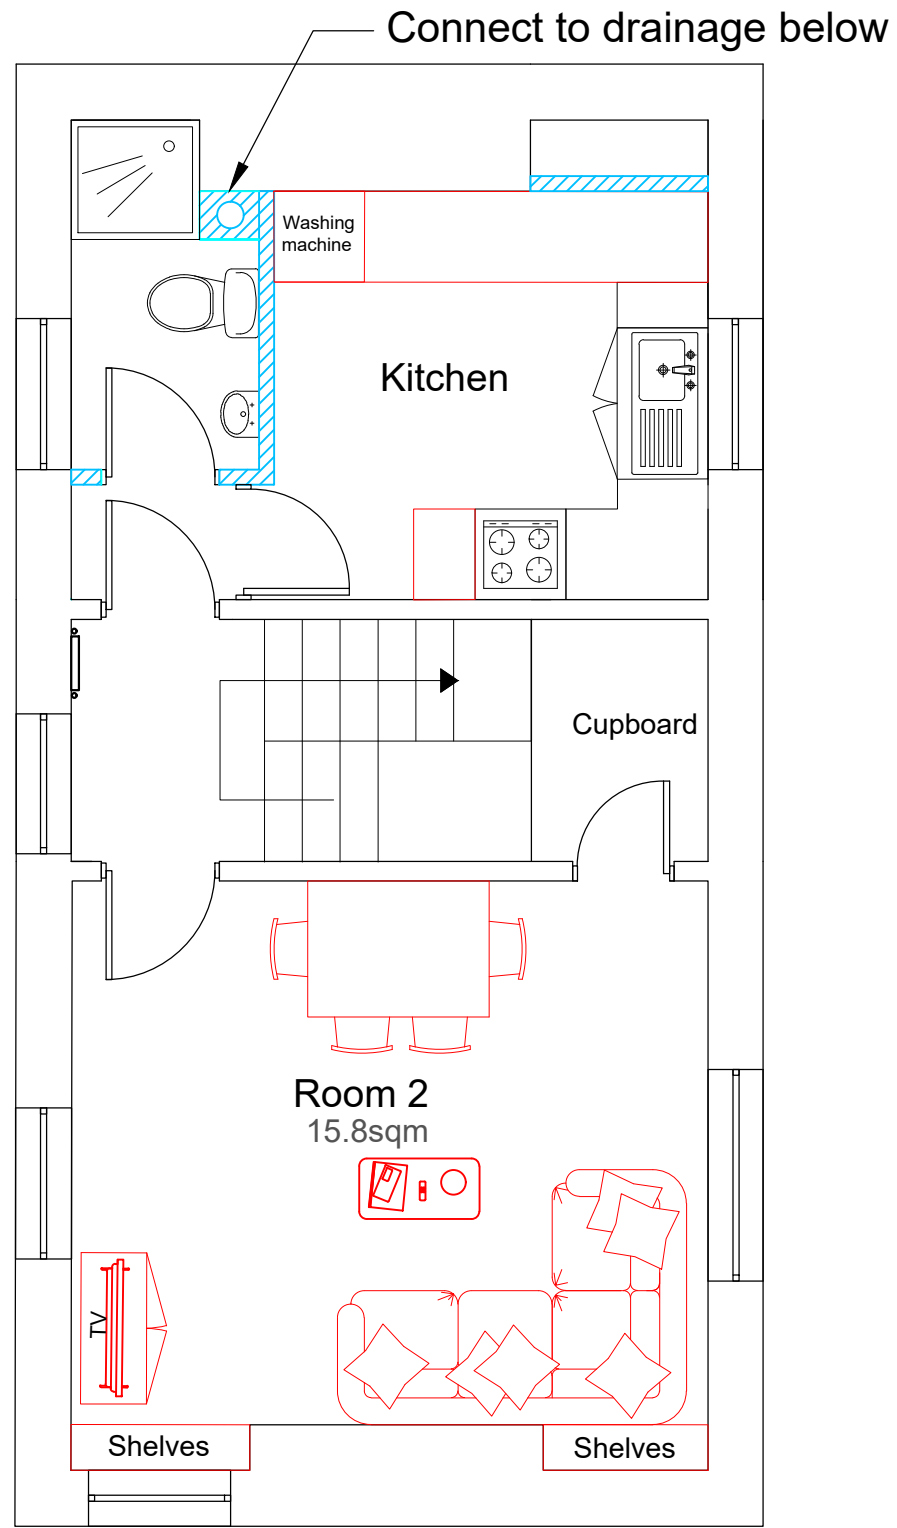 Connect to drainage below
Washing
machine
Kitchen
Cupboard
Room 2
15.8sqm
TV
Shelves
Shelves